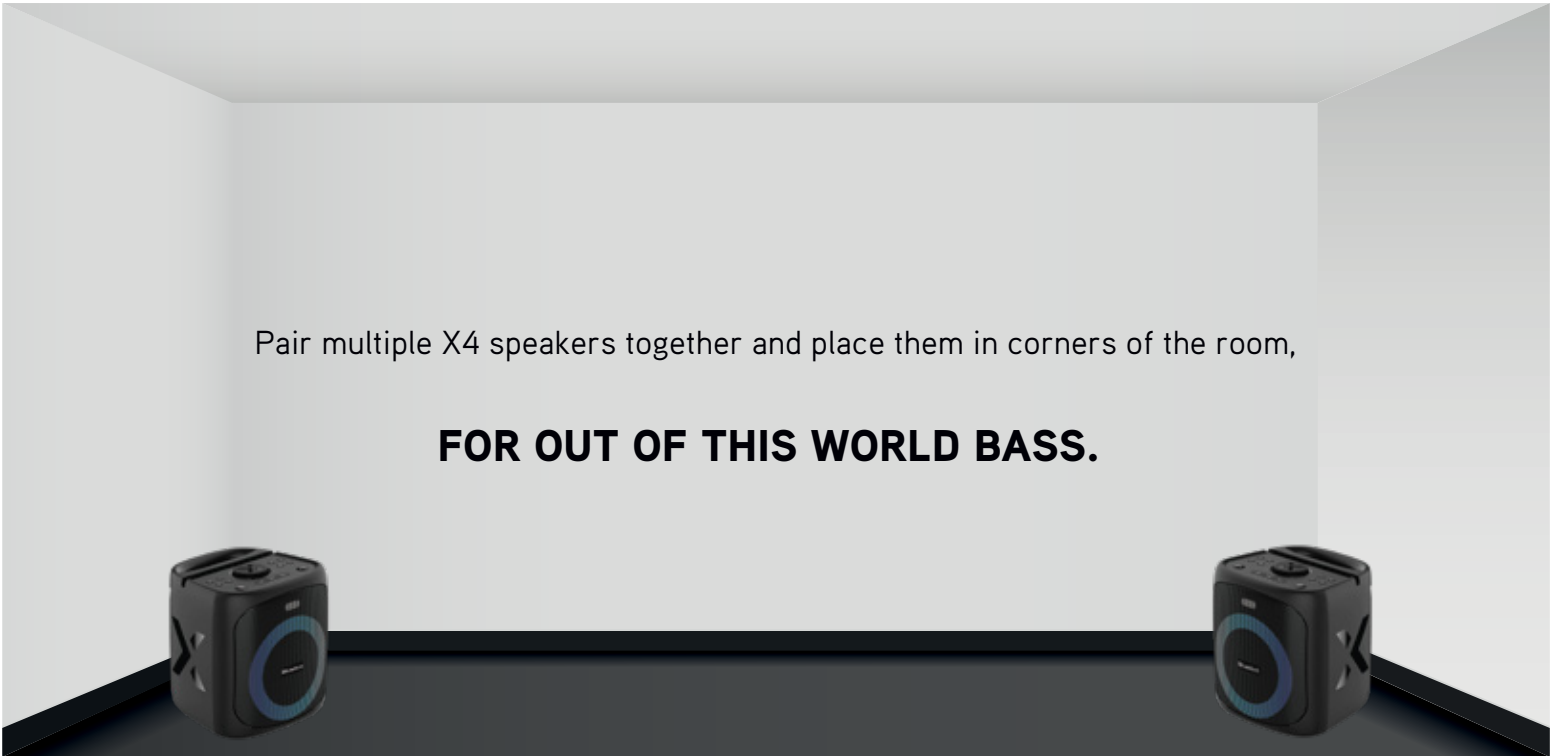 Pair multiple X4 speakers together and place them in corners of the room,
FOR OUT OF THIS WORLD BASS.